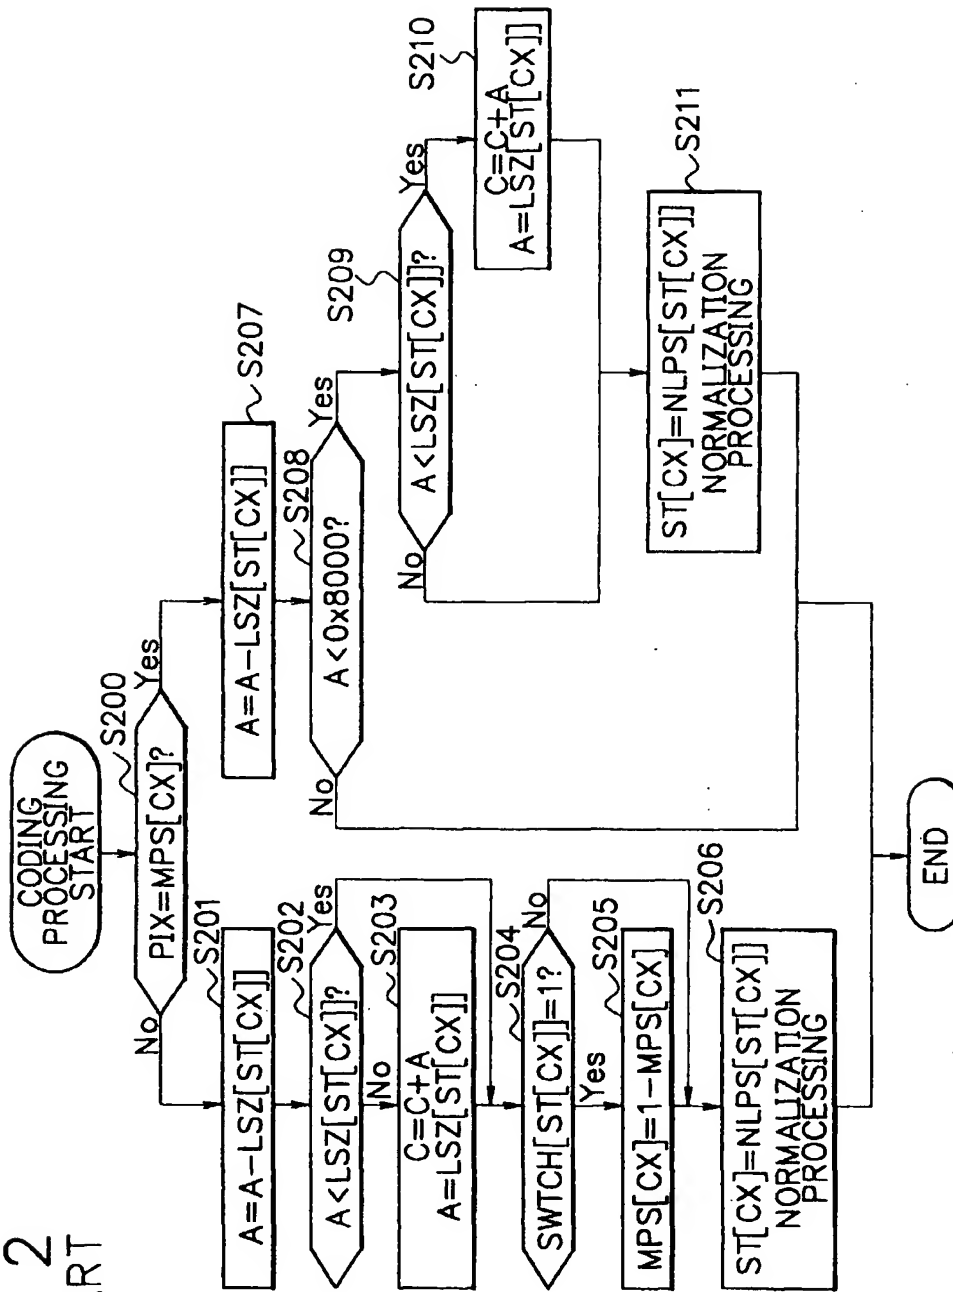 2
RT
CODING
PROCESSING
START
S200
PIX=MPS[CX]?
No
Yes
S201
A=A−LSZ[ST[CX]]
S202
A<LSZ[ST[CX]]?
Yes
No
S203
C=C+A
A=LSZ[ST[CX]]
S204
SWTCH[ST[CX]]=1?
No
Yes
S205
MPS[CX]=1−MPS[CX]
S206
ST[CX]=NLPS[ST[CX]]
NORMALIZATION
PROCESSING
S207
A=A−LSZ[ST[CX]]
S208
A<0x8000?
No
Yes
S209
A<LSZ[ST[CX]]?
No
Yes
S210
C=C+A
A=LSZ[ST[CX]]
S211
ST[CX]=NLPS[ST[CX]]
NORMALIZATION
PROCESSING
END